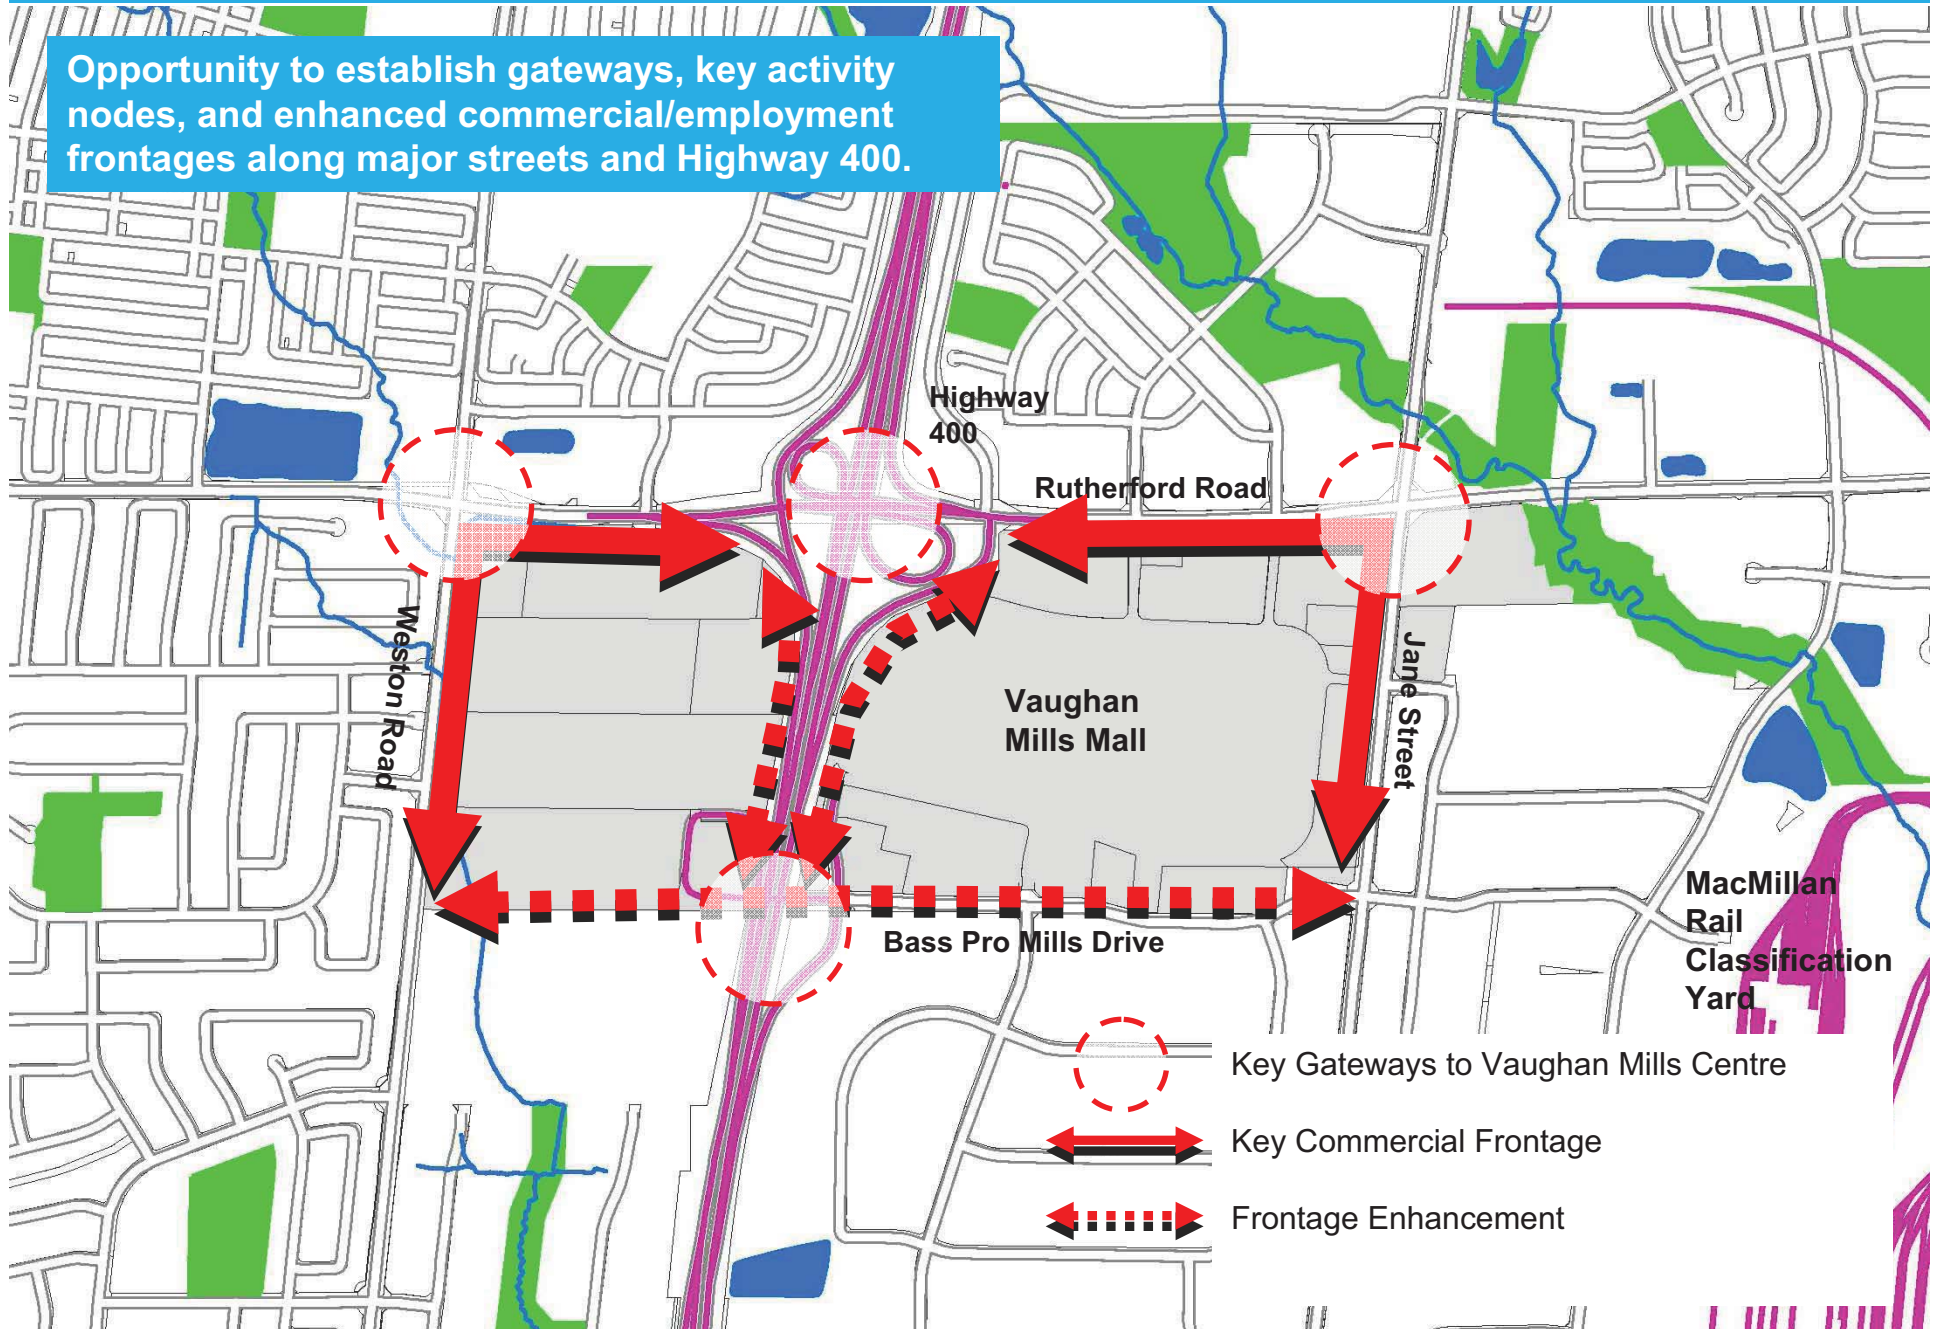 Opportunity to establish gateways, key activity
nodes, and enhanced commercial/employment
frontages along major streets and Highway 400.
Highway
400
Rutherford Road
Weston Road
Jane Street
Vaughan
Mills Mall
Bass Pro Mills Drive
MacMillan
Rail
Classification
Yard
Key Gateways to Vaughan Mills Centre
Key Commercial Frontage
Frontage Enhancement